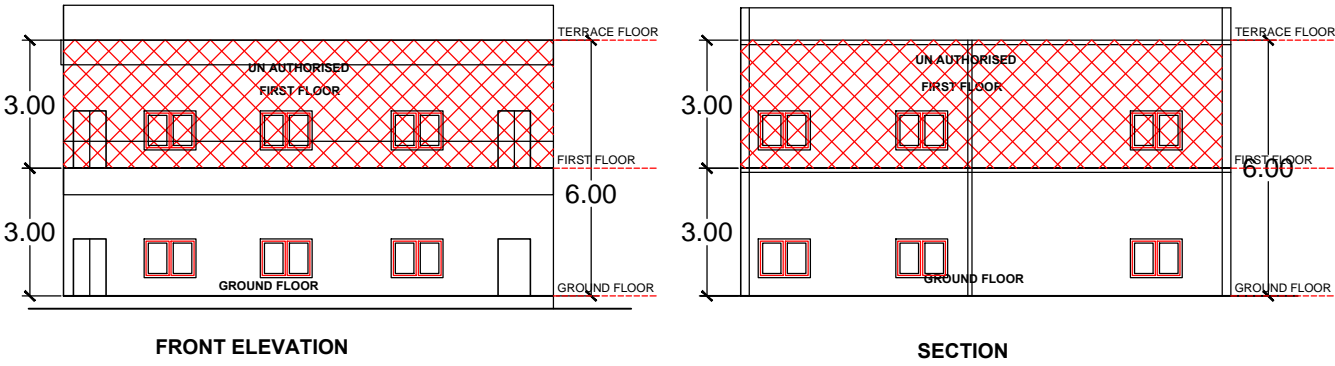 TERRACE FLOOR
UN AUTHORISED
FIRST FLOOR
3.00
FIRST FLOOR
6.00
3.00
GROUND FLOOR
GROUND FLOOR
FRONT ELEVATION
TERRACE FLOOR
UN AUTHORISED
FIRST FLOOR
3.00
FIRST FLOOR
6.00
3.00
GROUND FLOOR
GROUND FLOOR
SECTION